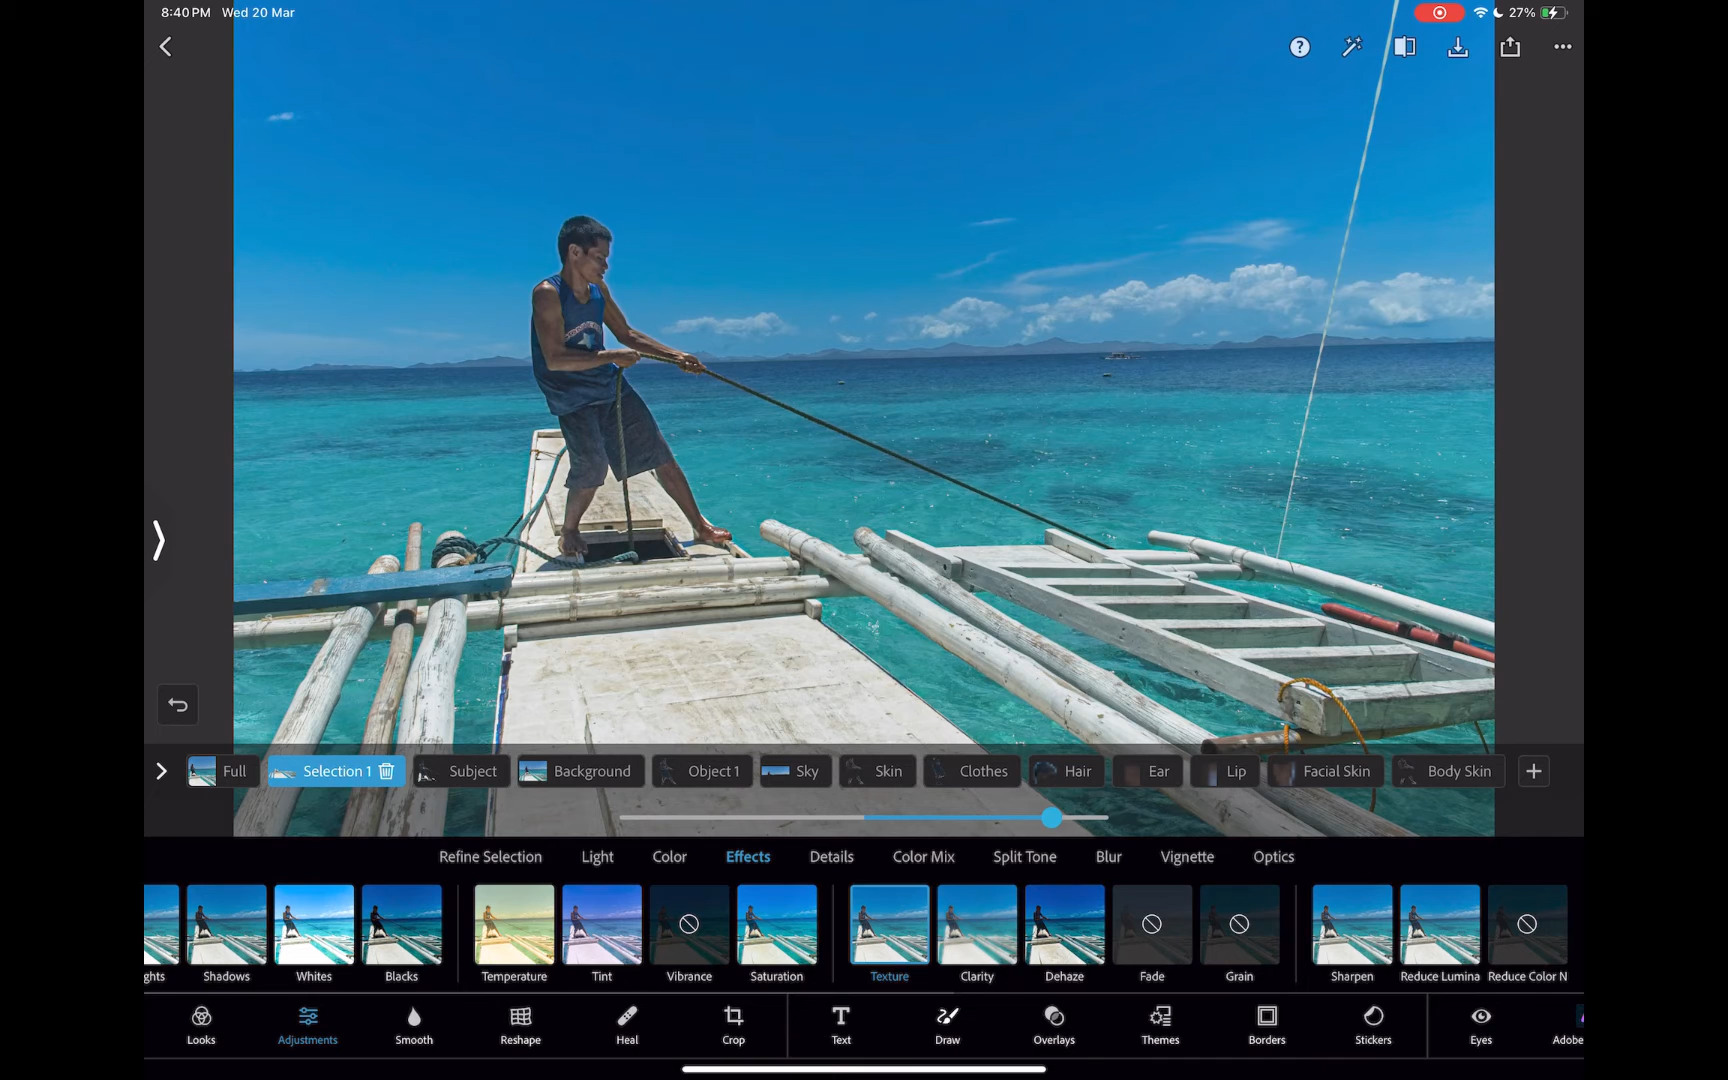 8:40 PM Wed 20 Mar
27%
Full Selection 1 Subject Background Object 1 Sky Skin Clothes Hair Ear Lip Facial Skin Body Skin
Refine Selection Light Color Effects Details Color Mix Split Tone Blur Vignette Optics
ghts Shadows Whites Blacks Temperature Tint Vibrance Saturation Texture Clarity Dehaze Fade Grain Sharpen Reduce Lumina Reduce Color N
Looks Adjustments Smooth Reshape Heal Crop Text Draw Overlays Themes Borders Stickers Eyes Adobe